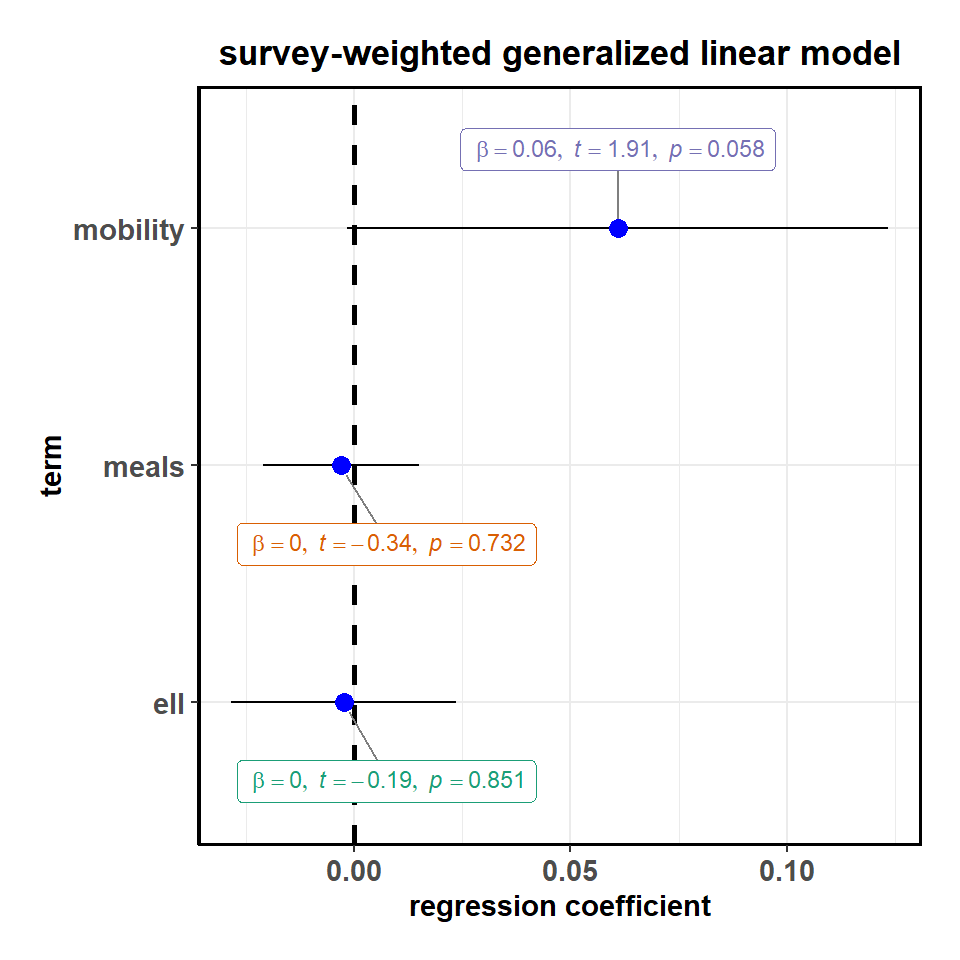 survey-weighted generalized linear model
β = 0.06, t = 1.91, p = 0.058
mobility
term
meals
β = 0, t = −0.34, p = 0.732
ell
β = 0, t = −0.19, p = 0.851
0.00 0.05 0.10
regression coefficient